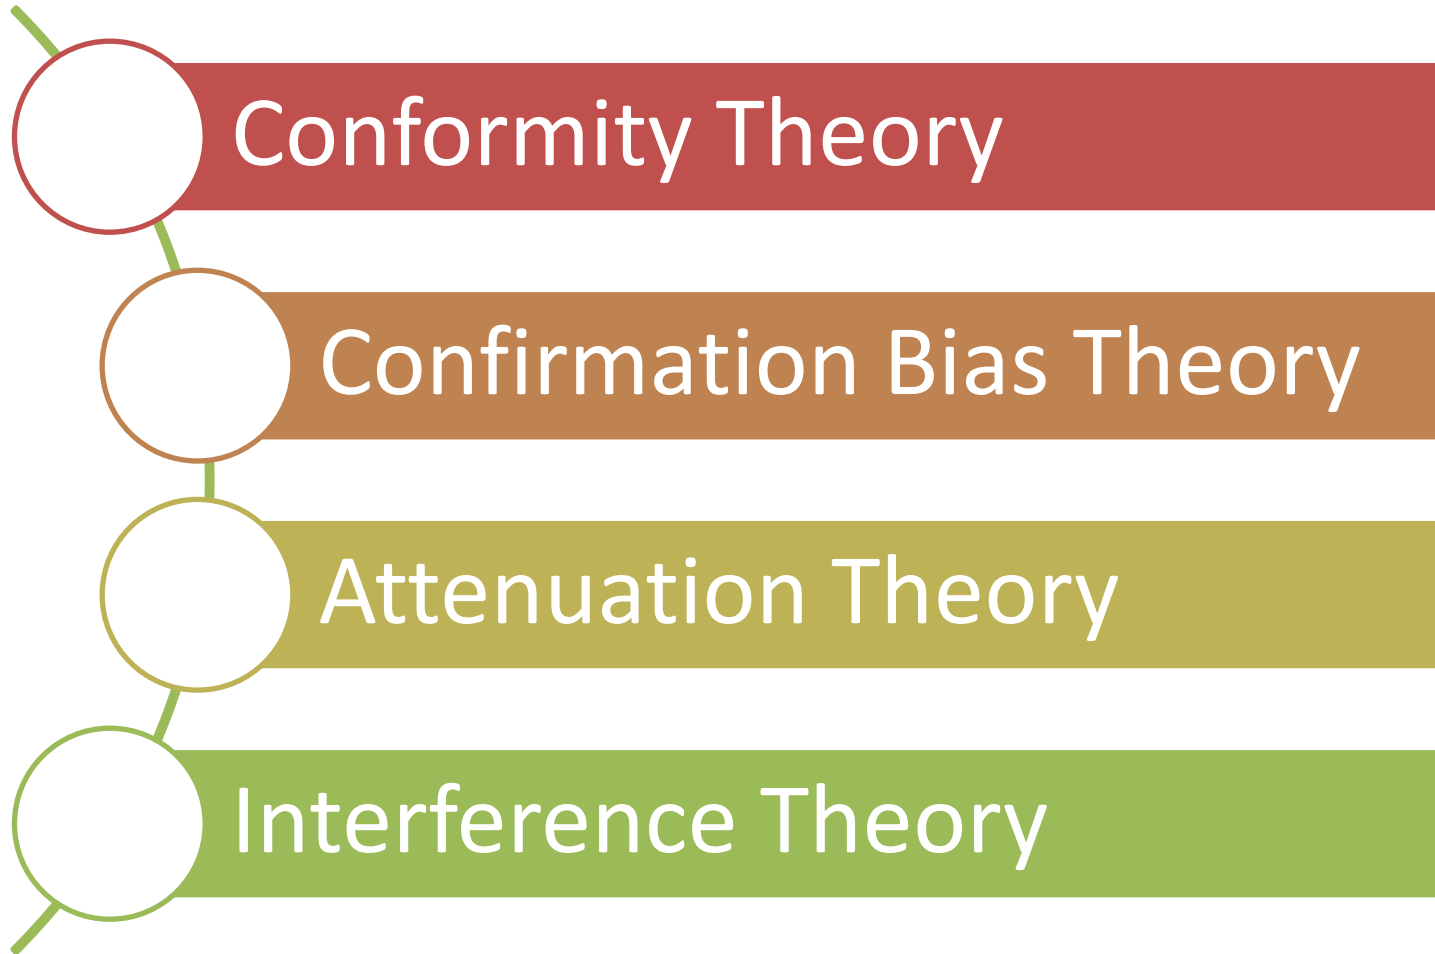 Conformity Theory
Confirmation Bias Theory
Attenuation Theory
Interference Theory